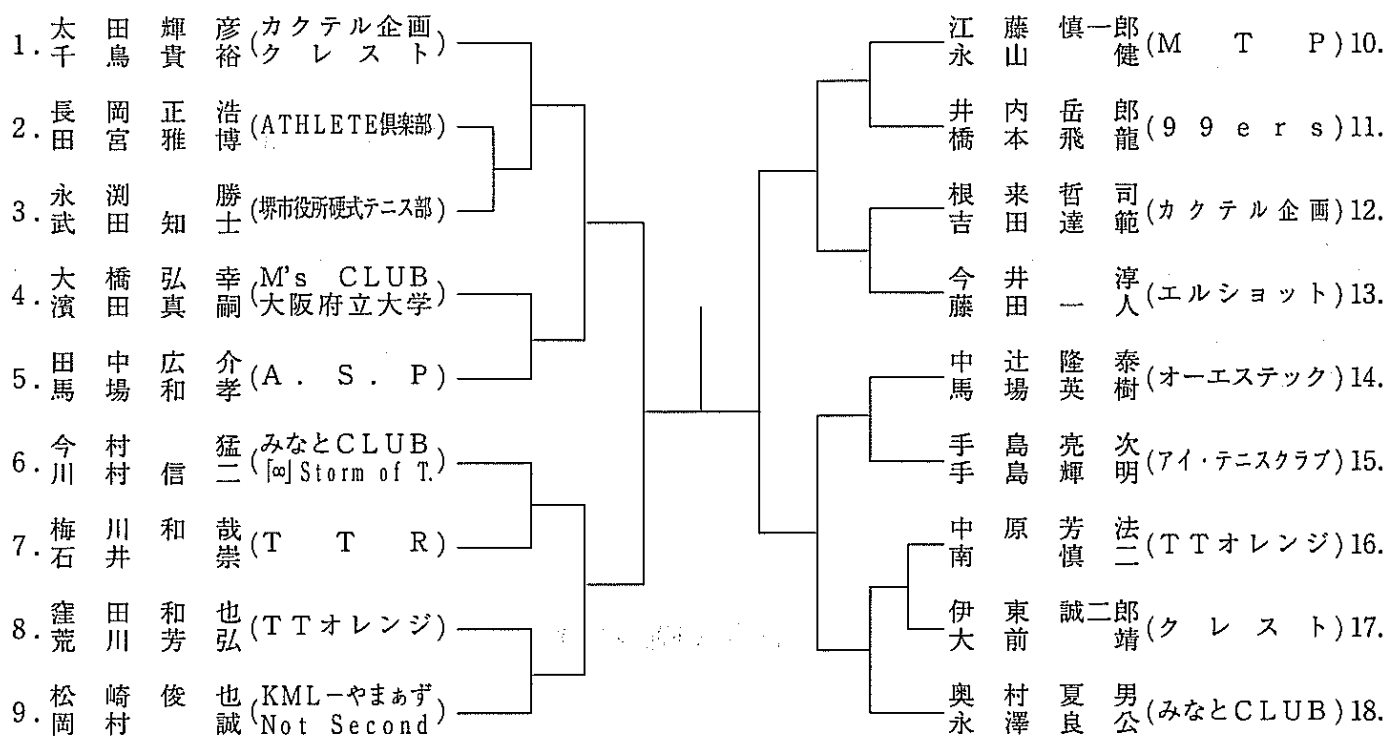 1. 太田輝彦 (カクテル企画
千鳥貴裕 クレスト)
2. 長岡正浩 (ATHLETE倶楽部)
田宮雅博
3. 永渕勝 (堺市役所硬式テニス部)
武田知士
4. 大橋弘幸 (M's CLUB
濱田真嗣 大阪府立大学)
5. 田中広介 (A.S.P)
馬場和孝
6. 今村猛 (みなとCLUB
川村信二 「∞」Storm of T.)
7. 梅川和哉 (TTR)
石井崇
8. 窪田和也 (TTオレンジ)
荒川芳弘
9. 松崎俊也 (KML-やまぁず
岡村誠 Not Second)
江藤慎一郎 (MTP) 10.
永山健
井内岳郎 (99ers) 11.
橋本飛龍
根来哲司 (カクテル企画) 12.
吉田達範
今井淳 (エルショット) 13.
藤田一人
中辻隆泰 (オーエステック) 14.
馬場英樹
手島亮次 (アイ・テニスクラブ) 15.
手島輝明
中原芳法 (TTオレンジ) 16.
南慎二
伊東誠二郎 (クレスト) 17.
大前靖
奥村夏男 (みなとCLUB) 18.
永澤良公